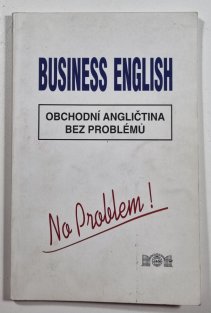 BUSINESS ENGLISH
OBCHODNÍ ANGLIČTINA
BEZ PROBLÉMŮ
No Problem!